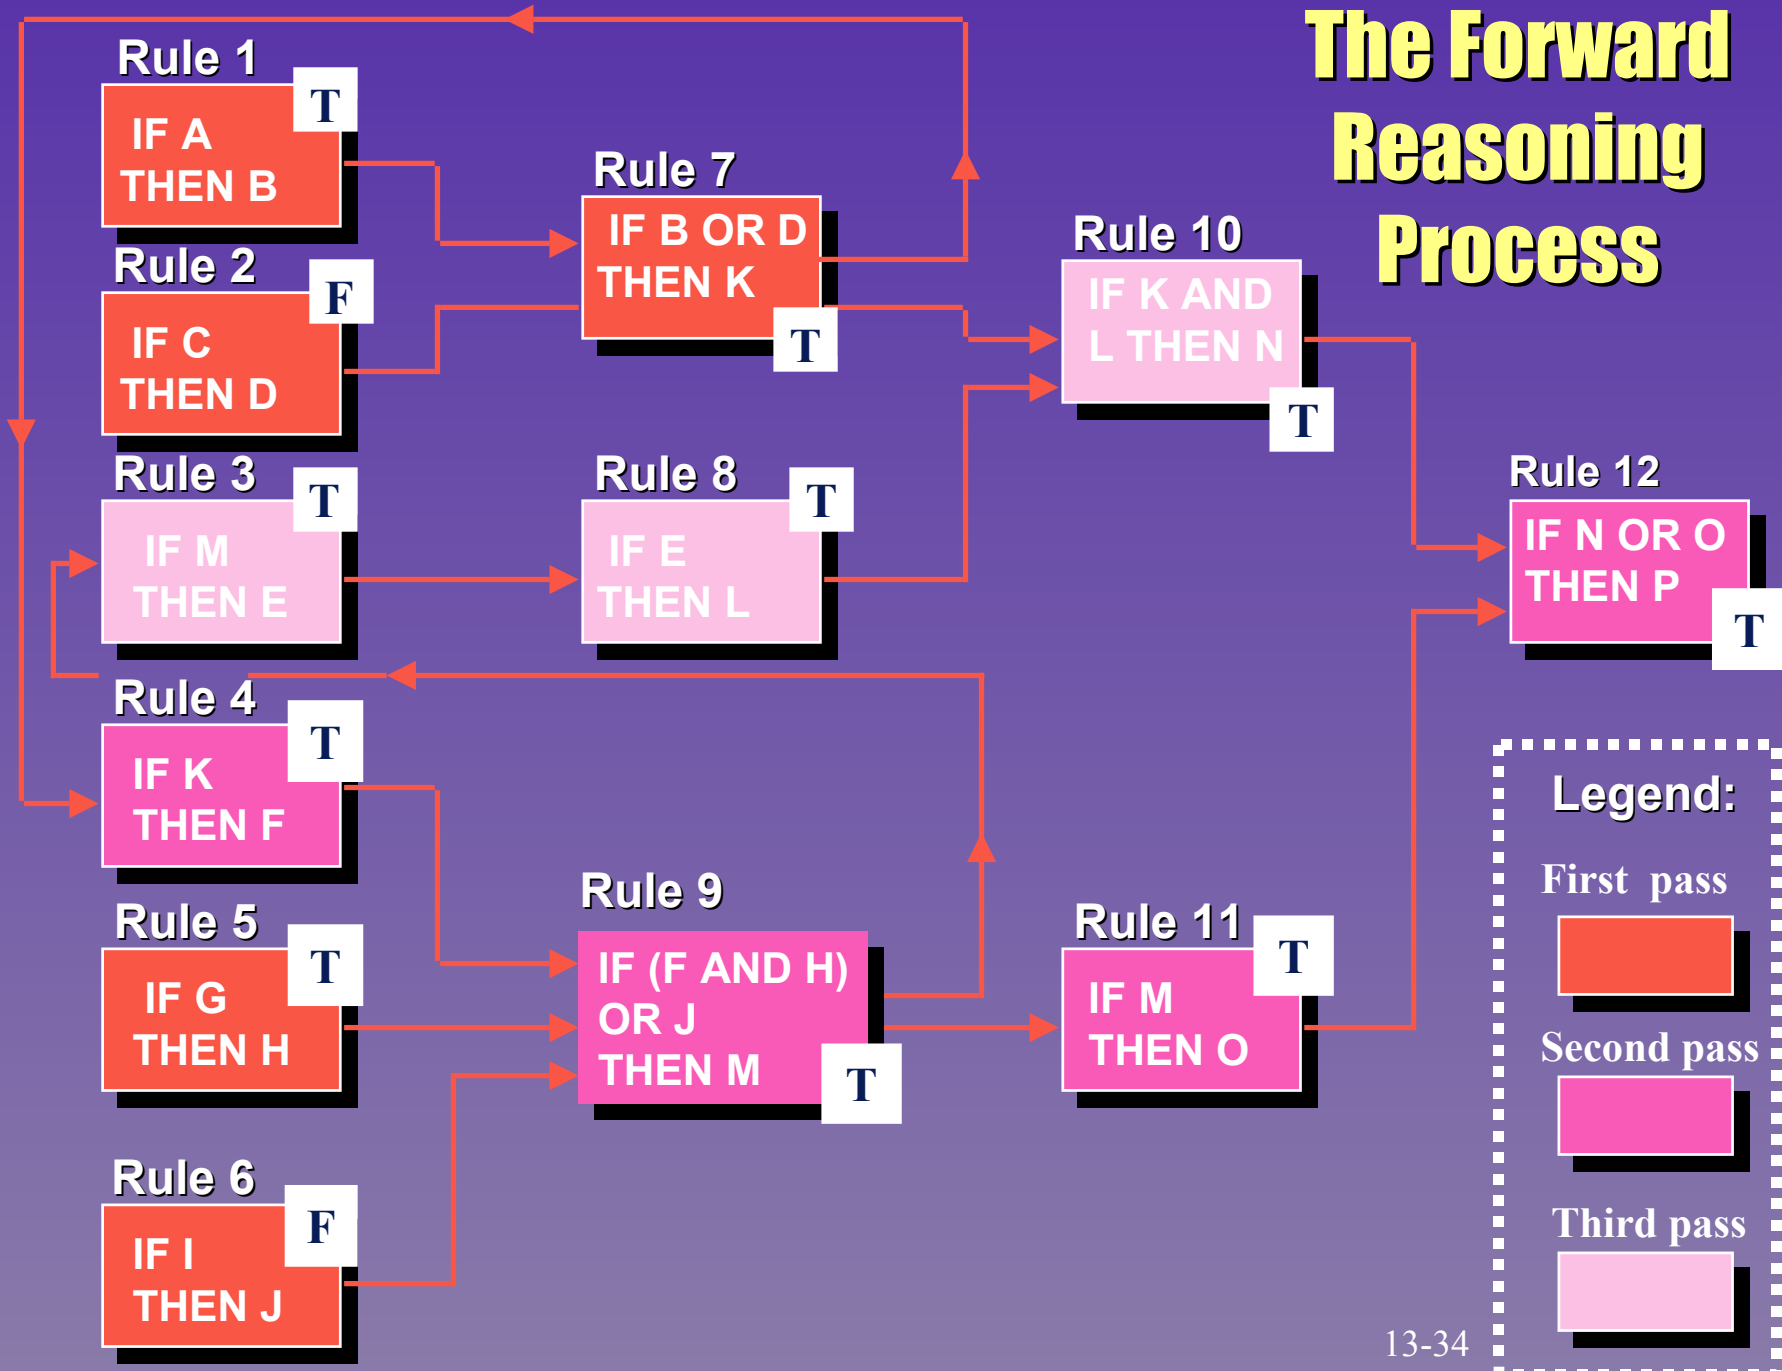 The Forward
Reasoning
Process
Rule 1
T
IF A
THEN B
Rule 2
F
IF C
THEN D
Rule 3
T
IF M
THEN E
Rule 4
T
IF K
THEN F
Rule 5
T
IF G
THEN H
Rule 6
F
IF I
THEN J
Rule 7
IF B OR D
THEN K
T
Rule 8
T
IF E
THEN L
Rule 9
IF (F AND H)
OR J
THEN M
T
Rule 10
IF K AND
L THEN N
T
Rule 11
T
IF M
THEN O
Rule 12
IF N OR O
THEN P
T
Legend:
First pass
Second pass
Third pass
13-34